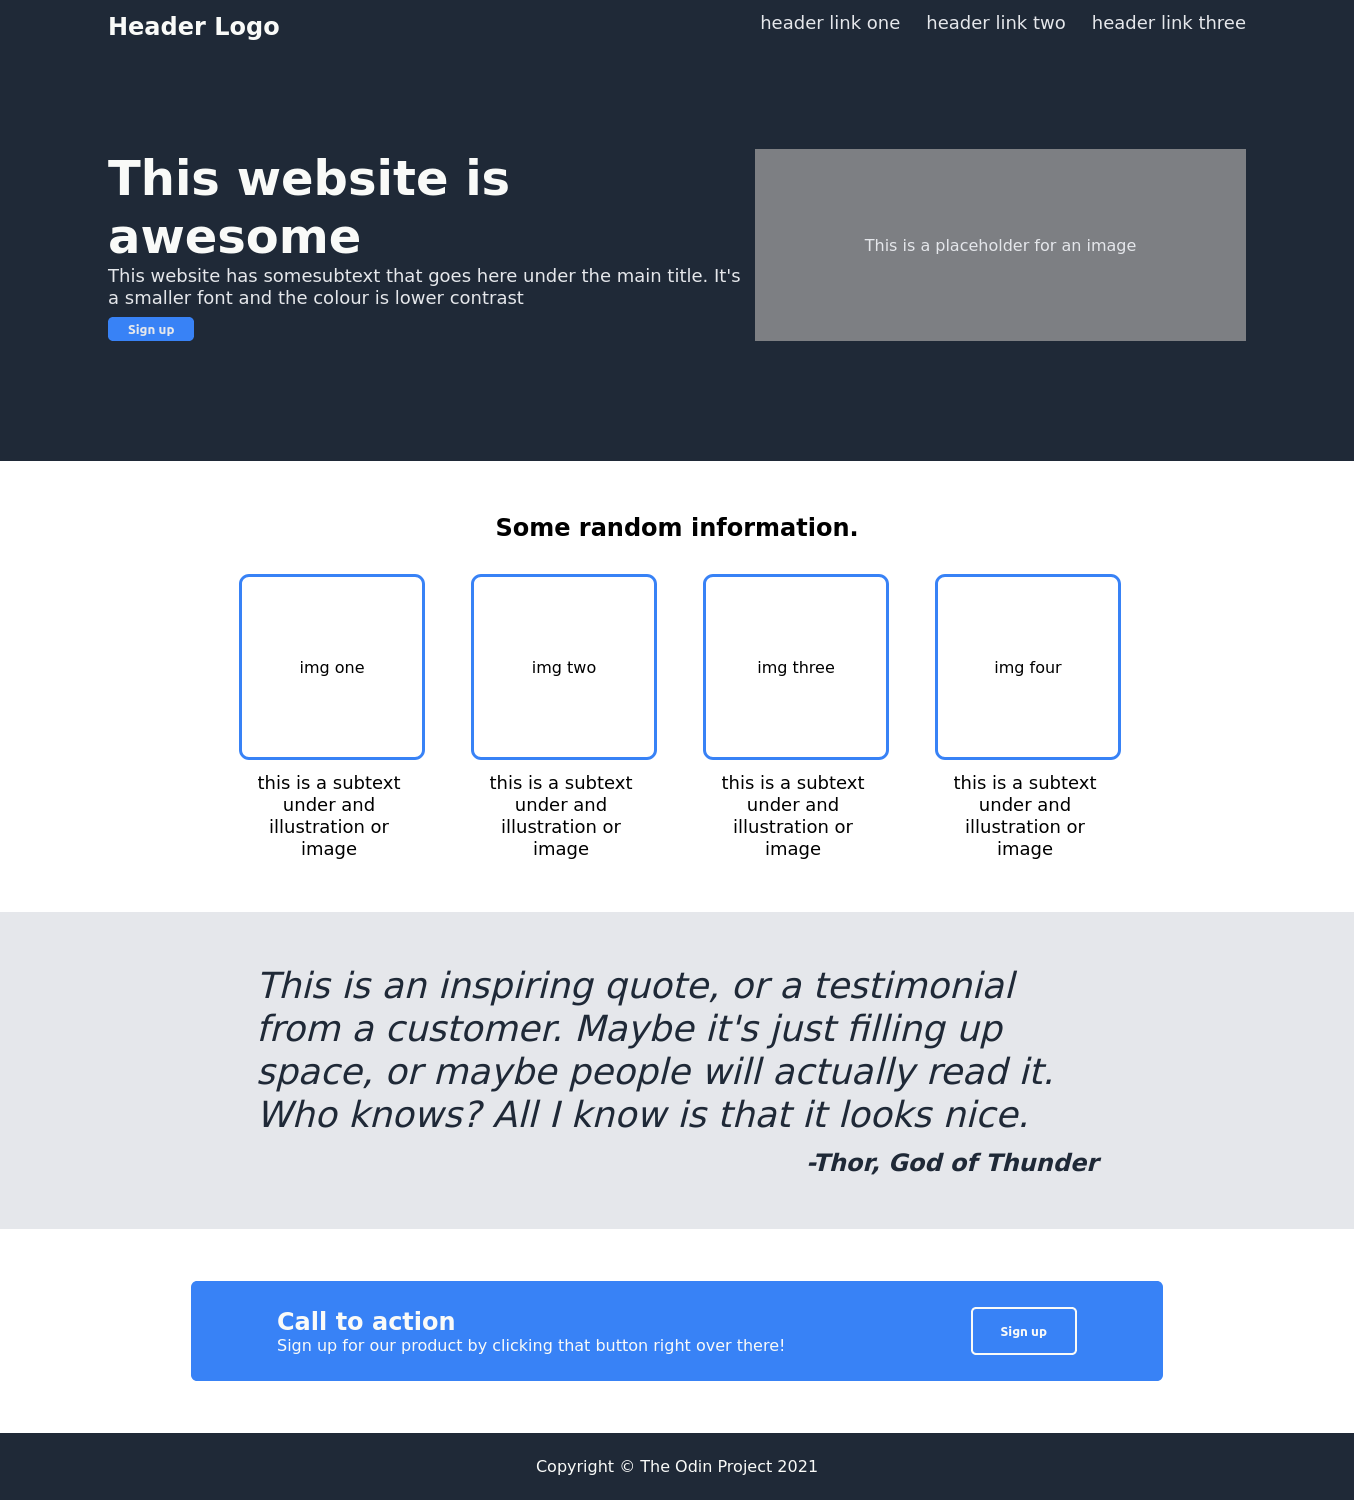 Header Logo
header link one header link two header link three
This website is
awesome
This website has somesubtext that goes here under the main title. It's
a smaller font and the colour is lower contrast
Sign up
This is a placeholder for an image
Some random information.
img one
img two
img three
img four
this is a subtext
under and
illustration or
image
this is a subtext
under and
illustration or
image
this is a subtext
under and
illustration or
image
this is a subtext
under and
illustration or
image
This is an inspiring quote, or a testimonial
from a customer. Maybe it's just filling up
space, or maybe people will actually read it.
Who knows? All I know is that it looks nice.
-Thor, God of Thunder
Call to action
Sign up for our product by clicking that button right over there!
Sign up
Copyright © The Odin Project 2021